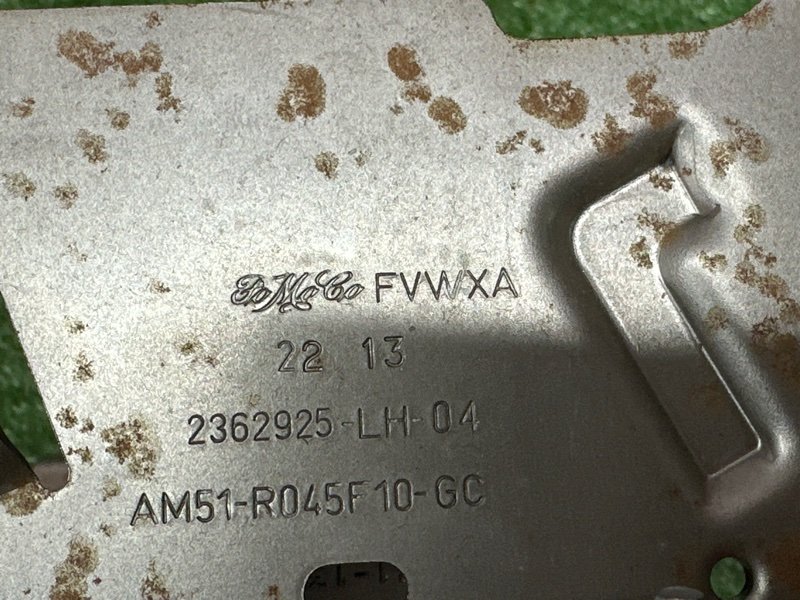 FoMoCo FVWXA
22 13
2362925-LH-04
AM51-R045F10-GC